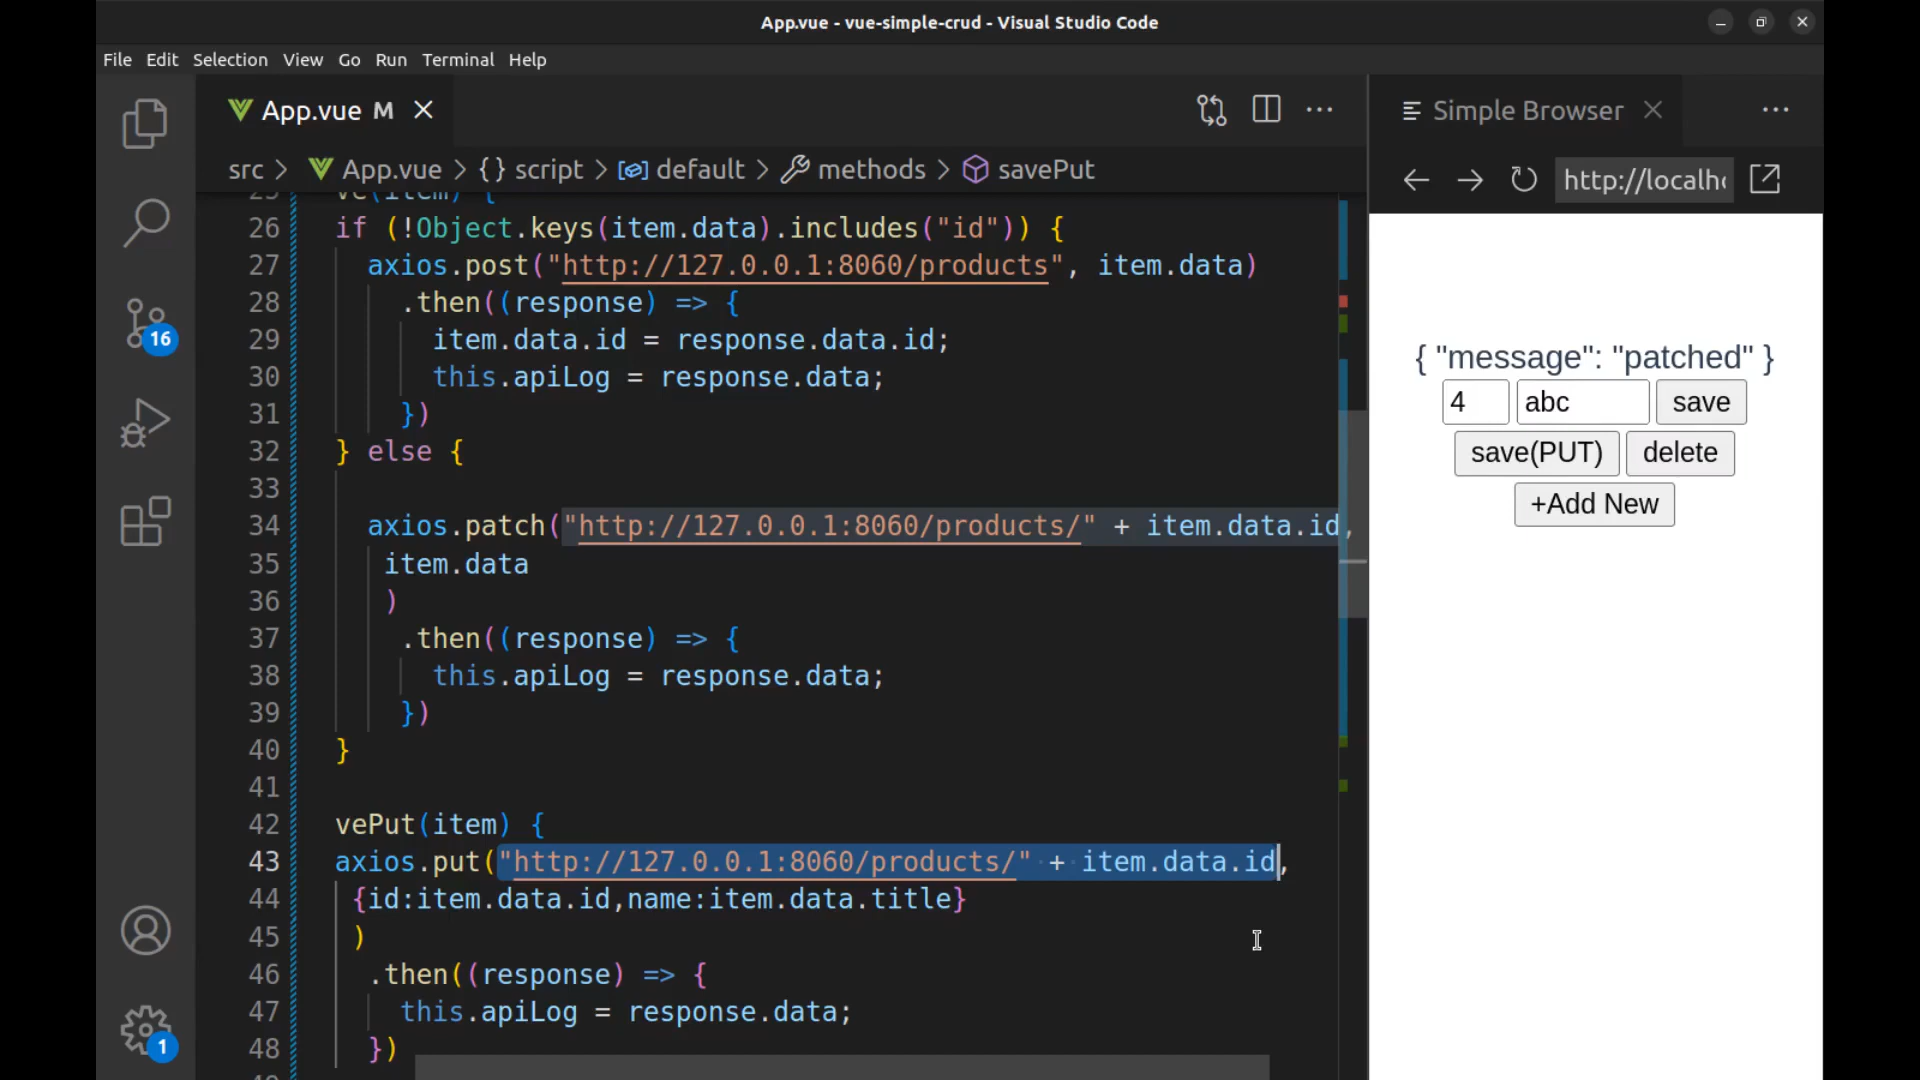 App.vue - vue-simple-crud - Visual Studio Code
File Edit Selection View Go Run Terminal Help
App.vue M
src > App.vue > {} script > default > methods > savePut
25 ve(item) {
26 if (!Object.keys(item.data).includes("id")) {
27 axios.post("http://127.0.0.1:8060/products", item.data)
28 .then((response) => {
29 item.data.id = response.data.id;
30 this.apiLog = response.data;
31 })
32 } else {
33
34 axios.patch("http://127.0.0.1:8060/products/" + item.data.id,
35 item.data
36 )
37 .then((response) => {
38 this.apiLog = response.data;
39 })
40 }
41
42 vePut(item) {
43 axios.put("http://127.0.0.1:8060/products/" + item.data.id,
44 {id:item.data.id,name:item.data.title}
45 )
46 .then((response) => {
47 this.apiLog = response.data;
48 })
16
1
Simple Browser
http://localh
{ "message": "patched" }
4 abc save
save(PUT) delete
+Add New